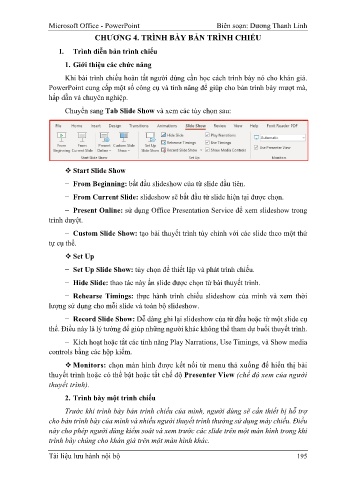 Microsoft Office - PowerPoint Biên soạn: Dương Thanh Linh
CHƯƠNG 4. TRÌNH BÀY BẢN TRÌNH CHIẾU
1. Trình diễn bản trình chiếu
1. Giới thiệu các chức năng
Khi bài trình chiếu hoàn tất người dùng cần học cách trình bày nó cho khán giả.
PowerPoint cung cấp một số công cụ và tính năng để giúp cho bản trình bày mượt mà,
hấp dẫn và chuyên nghiệp.
Chuyển sang Tab Slide Show và xem các tùy chọn sau:
File Home Insert Design Transitions Animations Slide Show Review View Help Foxit Reader PDF
From Beginning From Current Slide Present Online Custom Slide Show Set Up Slide Show
Hide Slide Play Narrations Automatic
Rehearse Timings Use Timings Use Presenter View
Record Slide Show Show Media Controls
Start Slide Show Set Up Monitors
❖ Start Slide Show
− From Beginning: bắt đầu slideshow của từ slide đầu tiên.
− From Current Slide: slideshow sẽ bắt đầu từ slide hiện tại được chọn.
− Present Online: sử dụng Office Presentation Service để xem slideshow trong
trình duyệt.
− Custom Slide Show: tạo bài thuyết trình tùy chỉnh với các slide theo một thứ
tự cụ thể.
❖ Set Up
− Set Up Slide Show: tùy chọn để thiết lập và phát trình chiếu.
− Hide Slide: thao tác này ẩn slide được chọn từ bài thuyết trình.
− Rehearse Timings: thực hành trình chiếu slideshow của mình và xem thời
lượng sử dụng cho mỗi slide và toàn bộ slideshow.
− Record Slide Show: Dễ dàng ghi lại slideshow của từ đầu hoặc từ một slide cụ
thể. Điều này là lý tưởng để giúp những người khác không thể tham dự buổi thuyết trình.
− Kích hoạt hoặc tắt các tính năng Play Narrations, Use Timings, và Show media
controls bằng các hộp kiểm.
❖ Monitors: chọn màn hình được kết nối từ menu thả xuống để hiển thị bài
thuyết trình hoặc có thể bật hoặc tắt chế độ Presenter View (chế độ xem của người
thuyết trình).
2. Trình bày một trình chiếu
Trước khi trình bày bản trình chiếu của mình, người dùng sẽ cần thiết bị hỗ trợ
cho bản trình bày của mình và nhiều người thuyết trình thường sử dụng máy chiếu. Điều
này cho phép người dùng kiểm soát và xem trước các slide trên một màn hình trong khi
trình bày chúng cho khán giả trên một màn hình khác.
Tài liệu lưu hành nội bộ 195